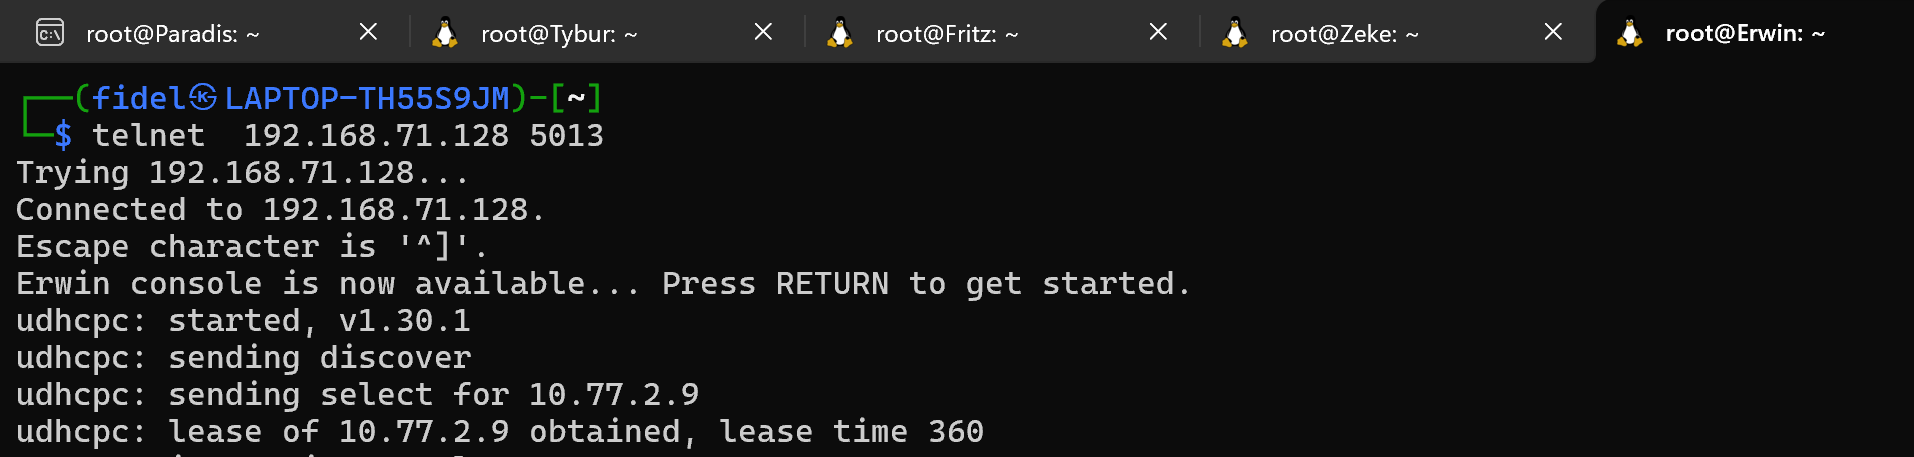 root@Paradis: ~
root@Tybur: ~
root@Fritz: ~
root@Zeke: ~
root@Erwin: ~
┌──(fidel㉿LAPTOP-TH55S9JM)-[~]
└─$ telnet  192.168.71.128 5013
Trying 192.168.71.128...
Connected to 192.168.71.128.
Escape character is '^]'.
Erwin console is now available... Press RETURN to get started.
udhcpc: started, v1.30.1
udhcpc: sending discover
udhcpc: sending select for 10.77.2.9
udhcpc: lease of 10.77.2.9 obtained, lease time 360